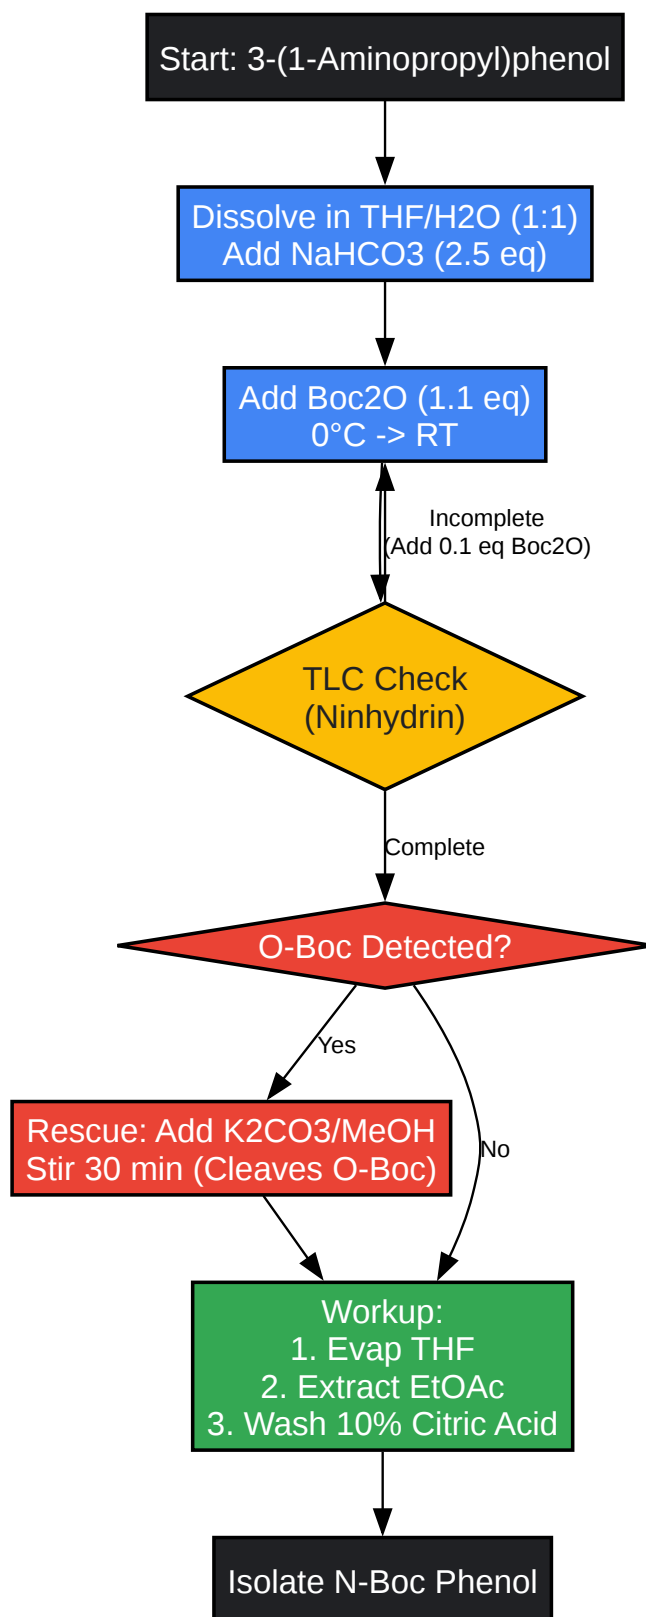 Start: 3-(1-Aminopropyl)phenol
Dissolve in THF/H2O (1:1)
Add NaHCO3 (2.5 eq)
Add Boc2O (1.1 eq)
0°C -> RT
Incomplete
(Add 0.1 eq Boc2O)
TLC Check
(Ninhydrin)
Complete
O-Boc Detected?
Yes
Rescue: Add K2CO3/MeOH
Stir 30 min (Cleaves O-Boc)
No
Workup:
1. Evap THF
2. Extract EtOAc
3. Wash 10% Citric Acid
Isolate N-Boc Phenol